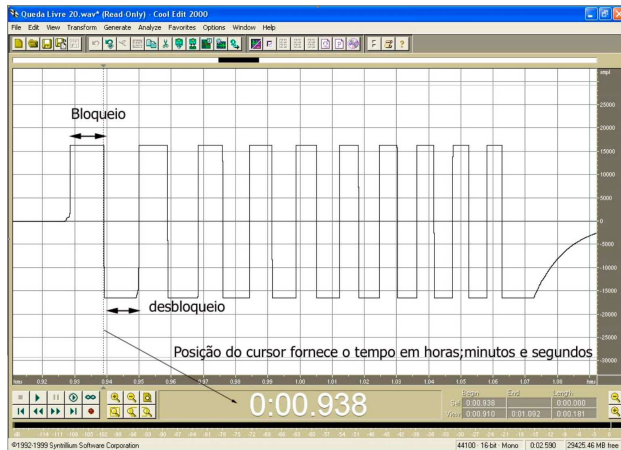 Queda Livre 20.wav* (Read-Only) - Cool Edit 2000
File Edit View Transform Generate Analyze Favorites Options Window Help
smpl
Bloqueio
25000
20000
15000
10000
5000
0
-5000
-10000
-15000
desbloqueio
-20000
-25000
Posição do cursor fornece o tempo em horas;minutos e segundos
-30000
hms 0.92 0.93 0.94 0.95 0.96 0.97 0.98 0.99 1.00 1.01 1.02 1.03 1.04 1.05 1.06 1.07 1.08 hms
0:00.938
Begin End Length
Sel 0:00.938 0:00.000
View 0:00.910 0:01.092 0:00.181
©1992-1999 Syntrillium Software Corporation
44100 · 16-bit · Mono 0:02.590 29425.46 MB free